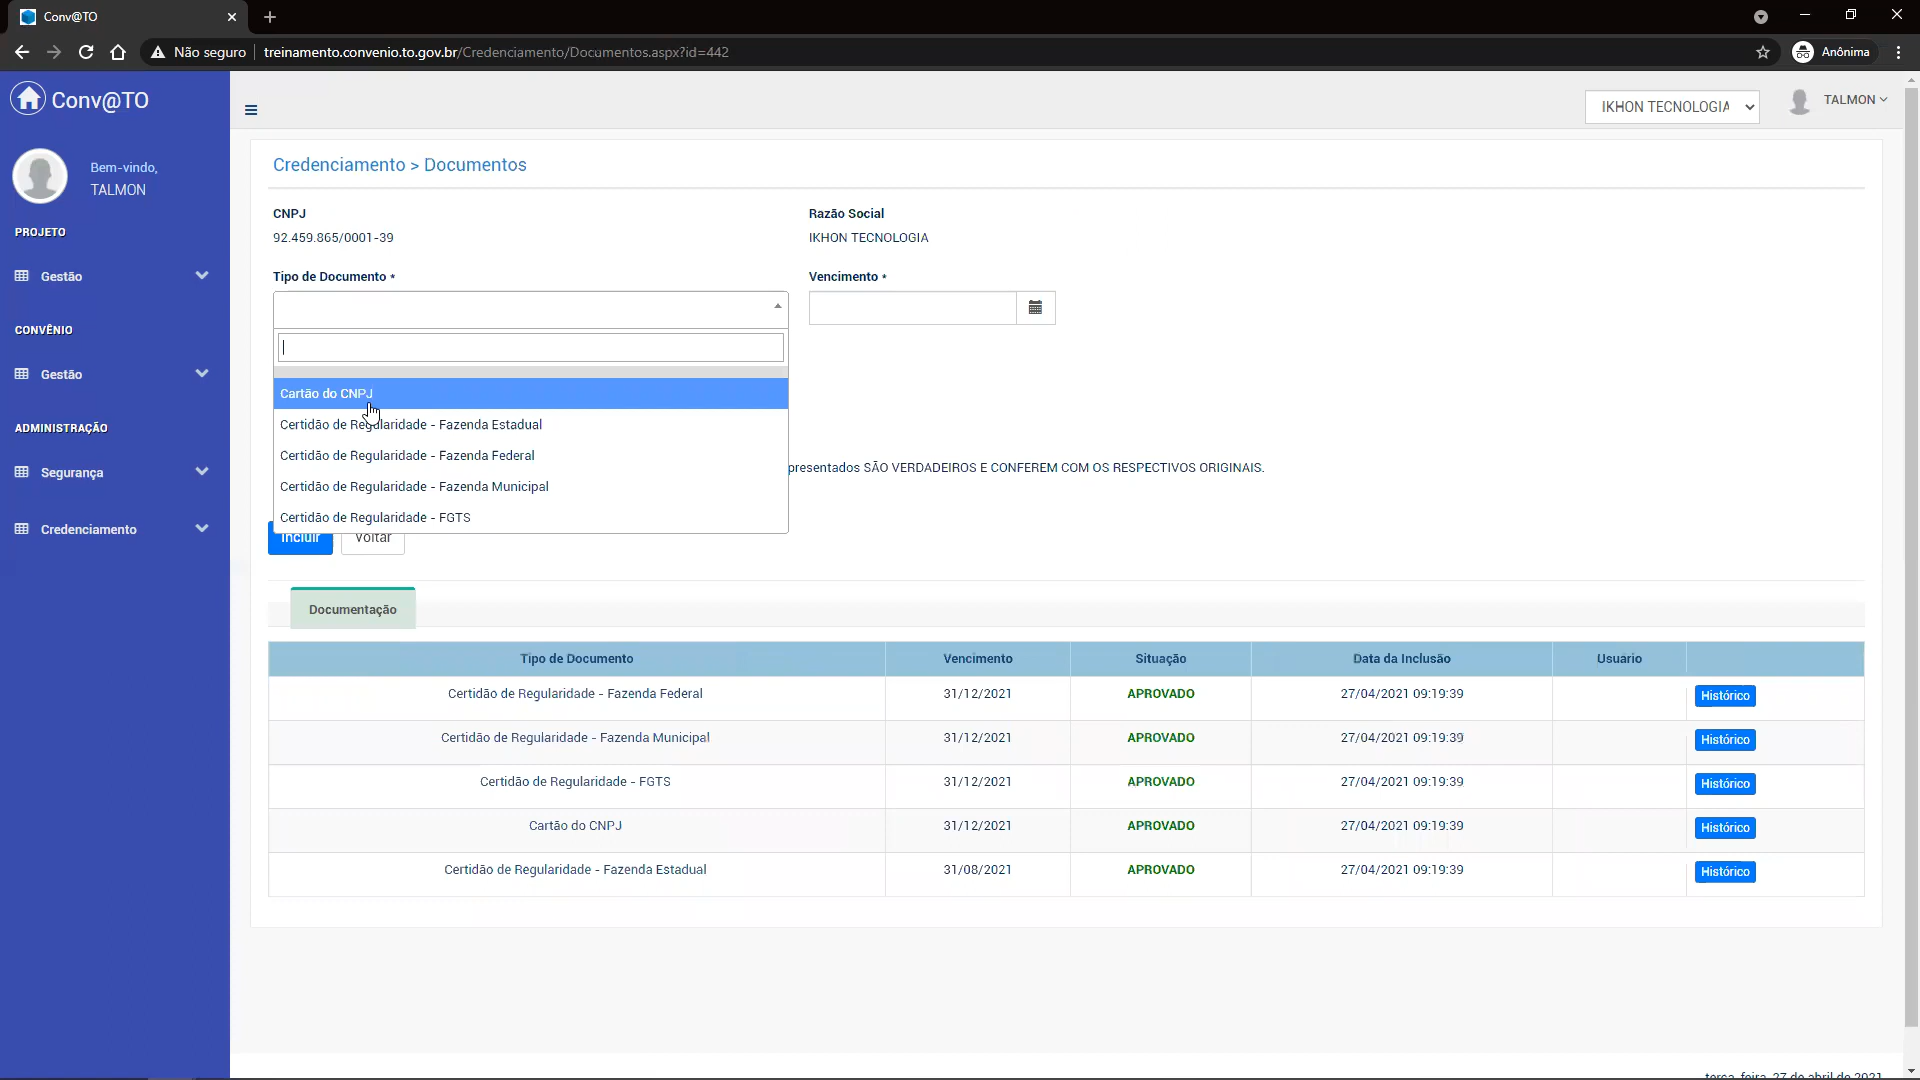 Conv@TO
Não seguro
treinamento.convenio.to.gov.br/Credenciamento/Documentos.aspx?id=442
Anônima
Conv@TO
IKHON TECNOLOGIA
TALMON
Bem-vindo,
TALMON
PROJETO
Gestão
CONVÊNIO
Gestão
ADMINISTRAÇÃO
Segurança
Credenciamento
Credenciamento > Documentos
CNPJ
Razão Social
92.459.865/0001-39
IKHON TECNOLOGIA
Tipo de Documento *
Vencimento *
Cartão do CNPJ
Certidão de Regularidade - Fazenda Estadual
Certidão de Regularidade - Fazenda Federal
presentados SÃO VERDADEIROS E CONFEREM COM OS RESPECTIVOS ORIGINAIS.
Certidão de Regularidade - Fazenda Municipal
Certidão de Regularidade - FGTS
Incluir Voltar
Documentação
Tipo de Documento Vencimento Situação Data da Inclusão Usuário
Certidão de Regularidade - Fazenda Federal 31/12/2021 APROVADO 27/04/2021 09:19:39 Histórico
Certidão de Regularidade - Fazenda Municipal 31/12/2021 APROVADO 27/04/2021 09:19:39 Histórico
Certidão de Regularidade - FGTS 31/12/2021 APROVADO 27/04/2021 09:19:39 Histórico
Cartão do CNPJ 31/12/2021 APROVADO 27/04/2021 09:19:39 Histórico
Certidão de Regularidade - Fazenda Estadual 31/08/2021 APROVADO 27/04/2021 09:19:39 Histórico
terça-feira, 27 de abril de 2021